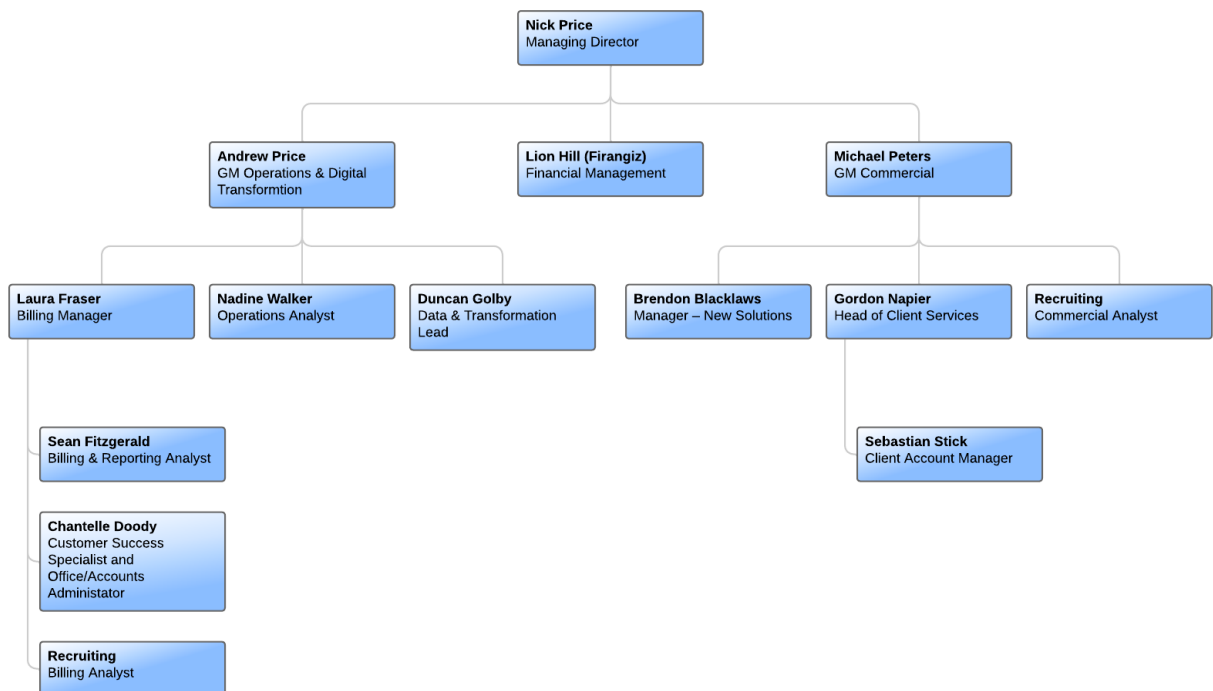 Nick Price
Managing Director
Andrew Price
GM Operations & Digital
Transformtion
Lion Hill (Firangiz)
Financial Management
Michael Peters
GM Commercial
Laura Fraser
Billing Manager
Nadine Walker
Operations Analyst
Duncan Golby
Data & Transformation
Lead
Brendon Blacklaws
Manager – New Solutions
Gordon Napier
Head of Client Services
Recruiting
Commercial Analyst
Sean Fitzgerald
Billing & Reporting Analyst
Sebastian Stick
Client Account Manager
Chantelle Doody
Customer Success
Specialist and
Office/Accounts
Administator
Recruiting
Billing Analyst